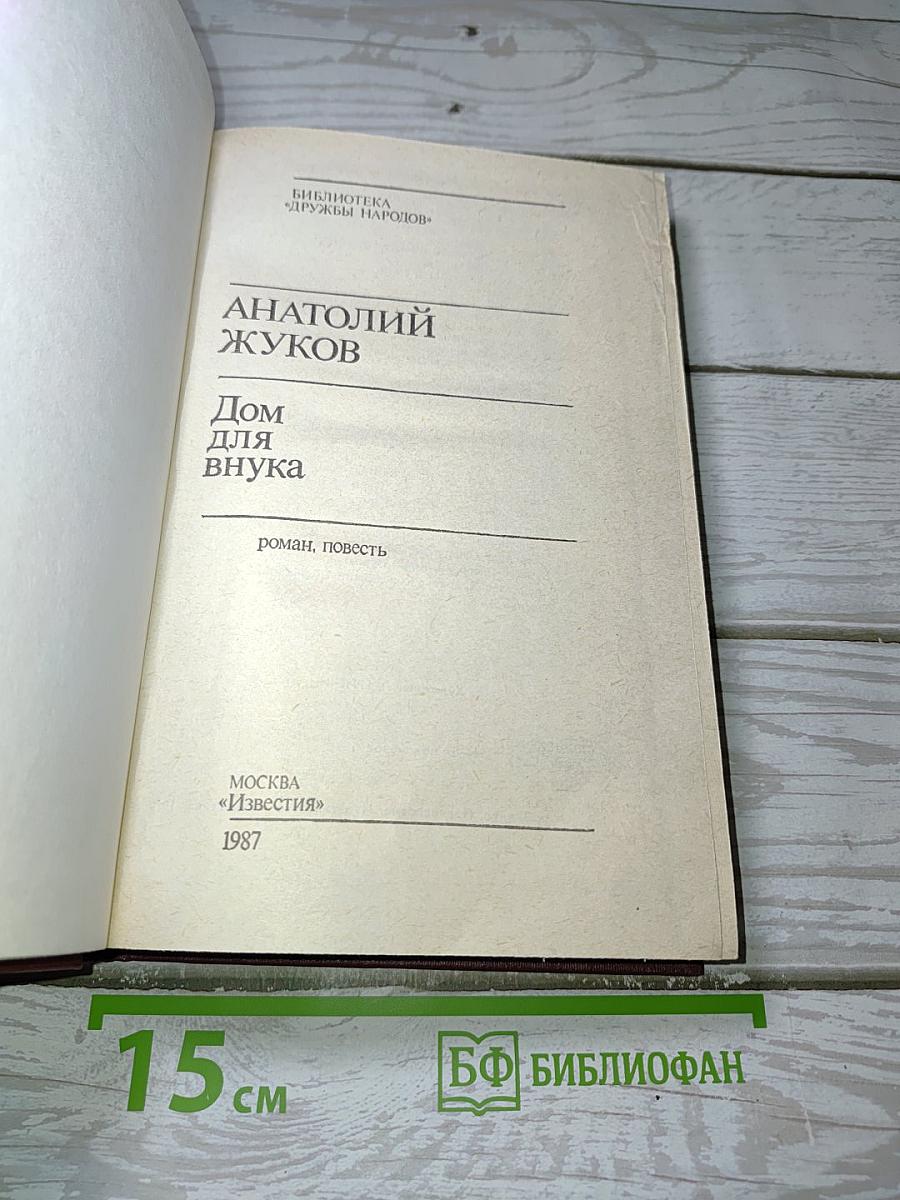 БИБЛИОТЕКА
«ДРУЖБЫ НАРОДОВ»
АНАТОЛИЙ
ЖУКОВ
Дом
для
внука
роман, повесть
МОСКВА
«Известия»
1987
15 см
БФ БИБЛИОФАН